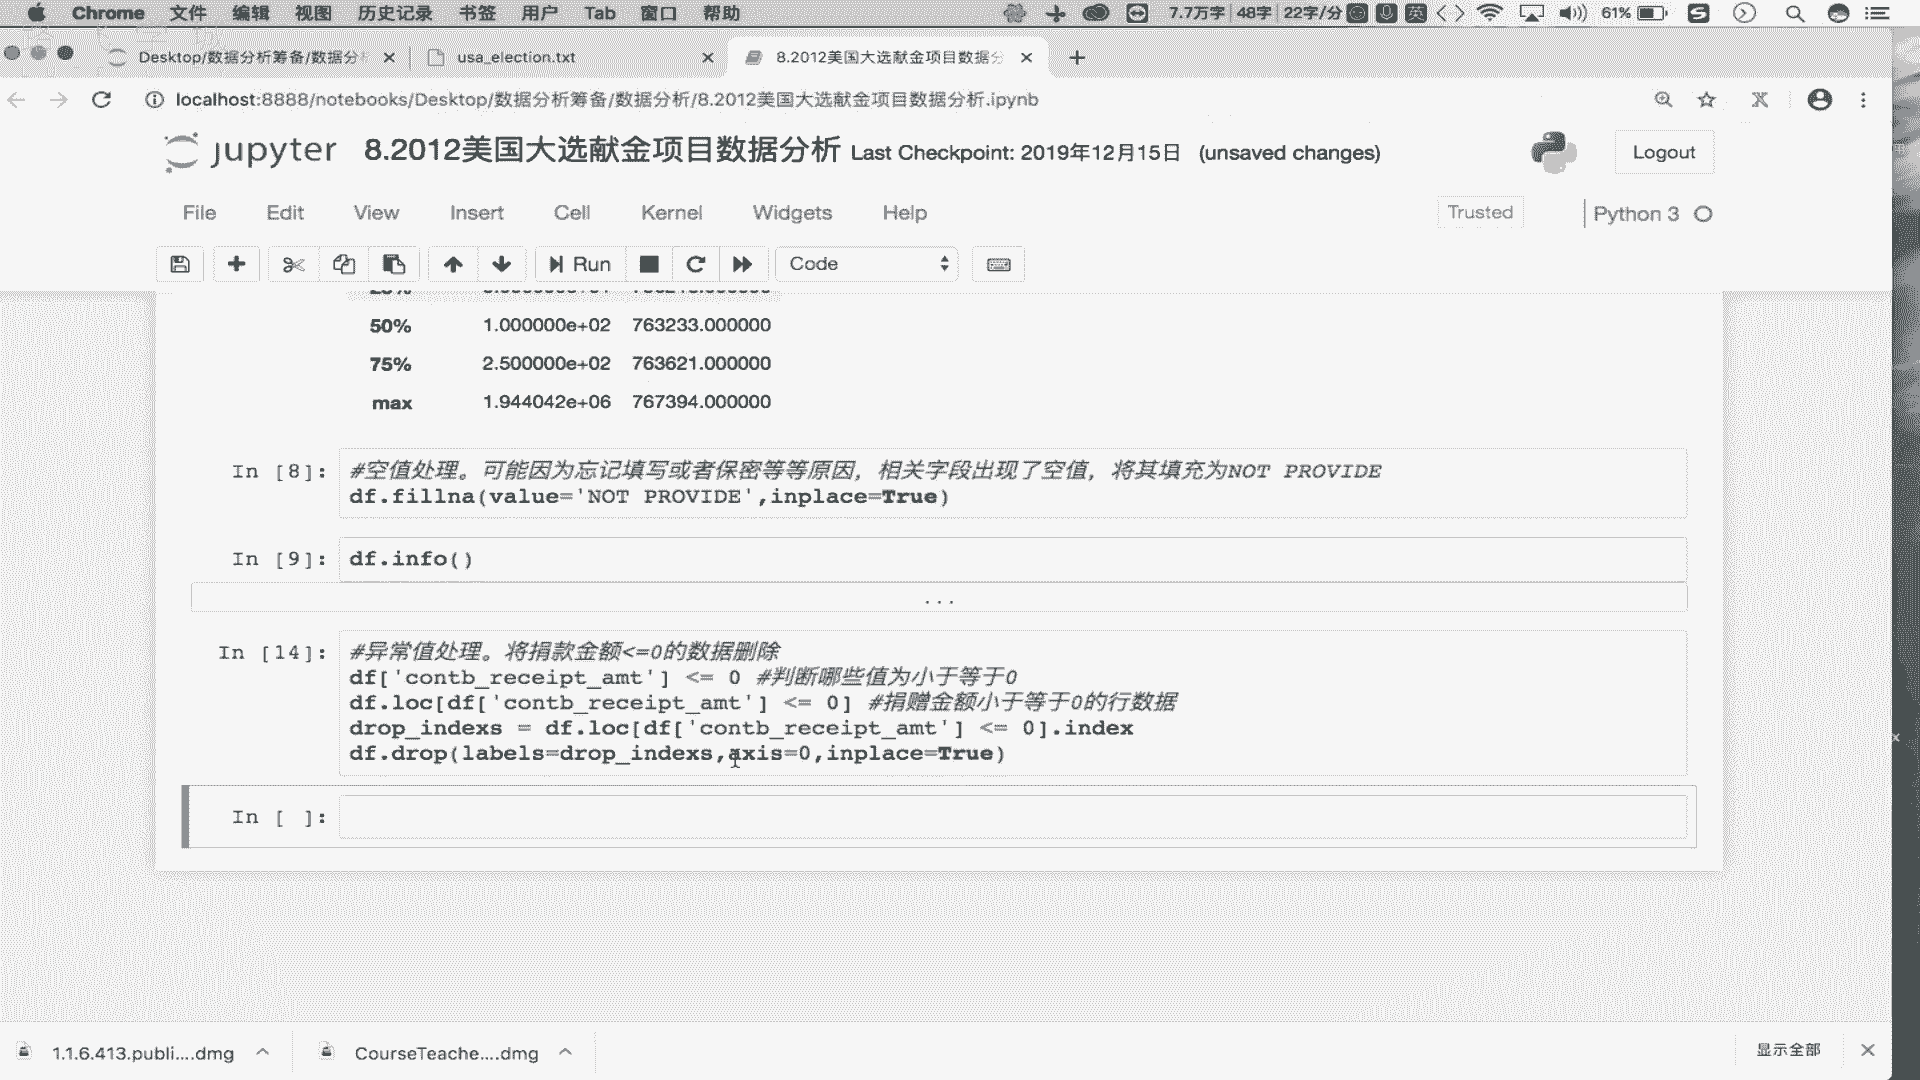 Chrome 文件 编辑 视图 历史记录 书签 用户 Tab 窗口 帮助 7.7万字 48字 22字/分 英 61%
Desktop/数据分析筹备/数据分 usa_election.txt 8.2012美国大选献金项目数据分
localhost:8888/notebooks/Desktop/数据分析筹备/数据分析/8.2012美国大选献金项目数据分析.ipynb
jupyter 8.2012美国大选献金项目数据分析 Last Checkpoint: 2019年12月15日 (unsaved changes) Logout
File Edit View Insert Cell Kernel Widgets Help Trusted Python 3
Run Code
50% 1.000000e+02 763233.000000
75% 2.500000e+02 763621.000000
max 1.944042e+06 767394.000000
In [8]: #空值处理。可能因为忘记填写或者保密等等原因，相关字段出现了空值，将其填充为NOT PROVIDE
df.fillna(value='NOT PROVIDE',inplace=True)
In [9]: df.info()
...
In [14]: #异常值处理。将捐款金额<=0的数据删除
df['contb_receipt_amt'] <= 0 #判断哪些值为小于等于0
df.loc[df['contb_receipt_amt'] <= 0] #捐赠金额小于等于0的行数据
drop_indexs = df.loc[df['contb_receipt_amt'] <= 0].index
df.drop(labels=drop_indexs,axis=0,inplace=True)
In [ ]:
1.1.6.413.publi....dmg CourseTeache....dmg 显示全部